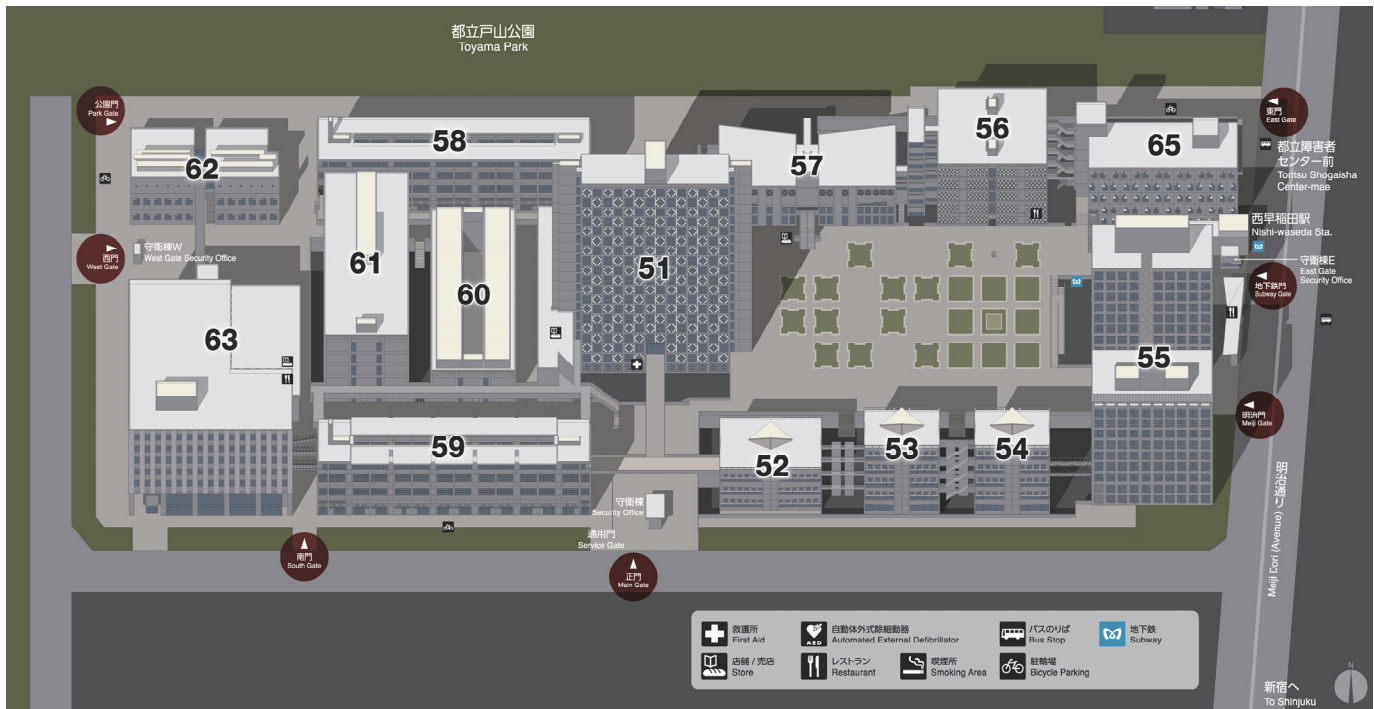 都立戸山公園
Toyama Park
公園門
Park Gate
東門
East Gate
58
56
57
65
62
都立障害者
センター前
Toritsu Shogaisha
Center-mae
西早稲田駅
Nishi-waseda Sta.
守衛棟W
West Gate Security Office
西門
West Gate
61
60
51
守衛棟E
East Gate
Security Office
地下鉄門
Subway Gate
63
55
明治門
Meiji Gate
59
52
53
54
守衛棟
Security Office
通用門
Service Gate
南門
South Gate
正門
Main Gate
明治通り
Meiji Dori (Avenue)
救護所
First Aid
AED
自動体外式除細動器
Automated External Defibrillator
バスのりば
Bus Stop
地下鉄
Subway
店舗 / 売店
Store
レストラン
Restaurant
喫煙所
Smoking Area
駐輪場
Bicycle Parking
新宿へ
To Shinjuku
N